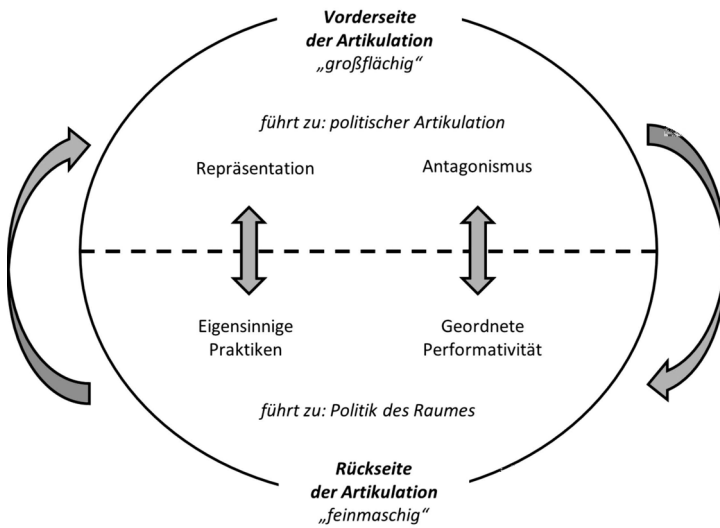 Vorderseite
der Artikulation
„großflächig“
führt zu: politischer Artikulation
Repräsentation
Antagonismus
Eigensinnige
Praktiken
Geordnete
Performativität
führt zu: Politik des Raumes
Rückseite
der Artikulation
„feinmaschig“